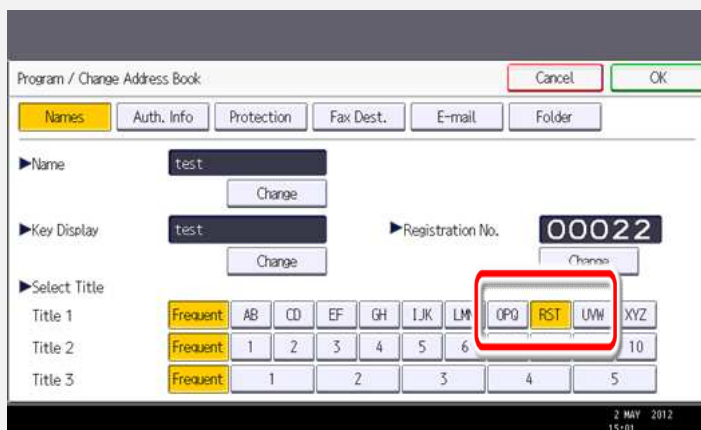 Program / Change Address Book Cancel OK
Names Auth. Info Protection Fax Dest. E-mail Folder
►Name test
Change
►Key Display test ►Registration No. 00022
Change Change
►Select Title
Title 1 Frequent AB CD EF GH IJK LMN OPQ RST UVW XYZ
Title 2 Frequent 1 2 3 4 5 6 10
Title 3 Frequent 1 2 3 4 5
2 MAY 2012
15:01